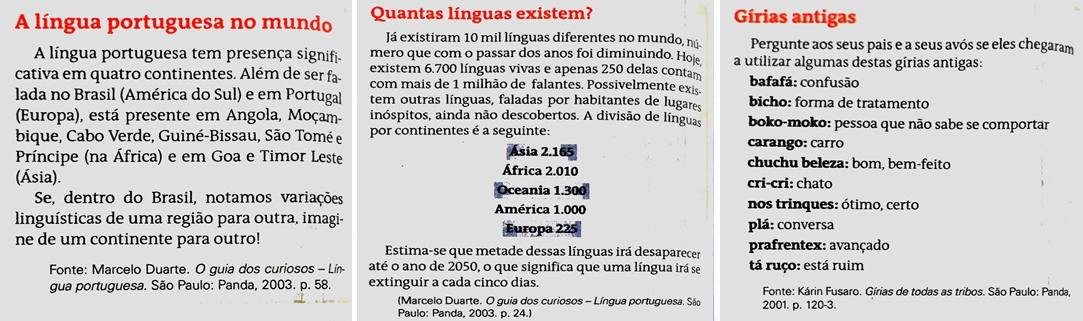 A língua portuguesa no mundo
A língua portuguesa tem presença signifi-
cativa em quatro continentes. Além de ser fa-
lada no Brasil (América do Sul) e em Portugal
(Europa), está presente em Angola, Moçam-
bique, Cabo Verde, Guiné-Bissau, São Tomé e
Príncipe (na África) e em Goa e Timor Leste
(Ásia).
Se, dentro do Brasil, notamos variações
linguísticas de uma região para outra, imagi-
ne de um continente para outro!
Fonte: Marcelo Duarte. O guia dos curiosos – Lín-
gua portuguesa. São Paulo: Panda, 2003. p. 58.
Quantas línguas existem?
Já existiram 10 mil línguas diferentes no mundo, nú-
mero que com o passar dos anos foi diminuindo. Hoje,
existem 6.700 línguas vivas e apenas 250 delas contam
com mais de 1 milhão de falantes. Possivelmente exis-
tem outras línguas, faladas por habitantes de lugares
inóspitos, ainda não descobertos. A divisão de línguas
por continentes é a seguinte:
Ásia 2.165
África 2.010
Oceania 1.300
América 1.000
Europa 225
Estima-se que metade dessas línguas irá desaparecer
até o ano de 2050, o que significa que uma língua irá se
extinguir a cada cinco dias.
(Marcelo Duarte. O guia dos curiosos – Língua portuguesa. São
Paulo: Panda, 2003. p. 24.)
Gírias antigas
Pergunte aos seus pais e a seus avós se eles chegaram
a utilizar algumas destas gírias antigas:
bafafá: confusão
bicho: forma de tratamento
boko-moko: pessoa que não sabe se comportar
carango: carro
chuchu beleza: bom, bem-feito
cri-cri: chato
nos trinques: ótimo, certo
plá: conversa
prafrentex: avançado
tá ruço: está ruim
Fonte: Kárin Fusaro. Gírias de todas as tribos. São Paulo: Panda,
2001. p. 120-3.